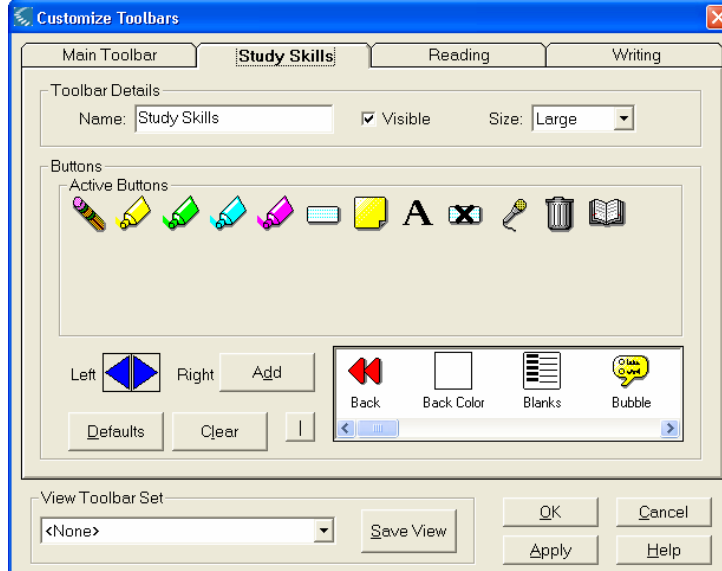 Customize Toolbars
Main Toolbar Study Skills Reading Writing
Toolbar Details
Name: Study Skills Visible Size: Large
Buttons
Active Buttons
A
Left Right Add
Back Back Color Blanks Bubble
Defaults Clear |
View Toolbar Set
<None> Save View
OK Cancel
Apply Help